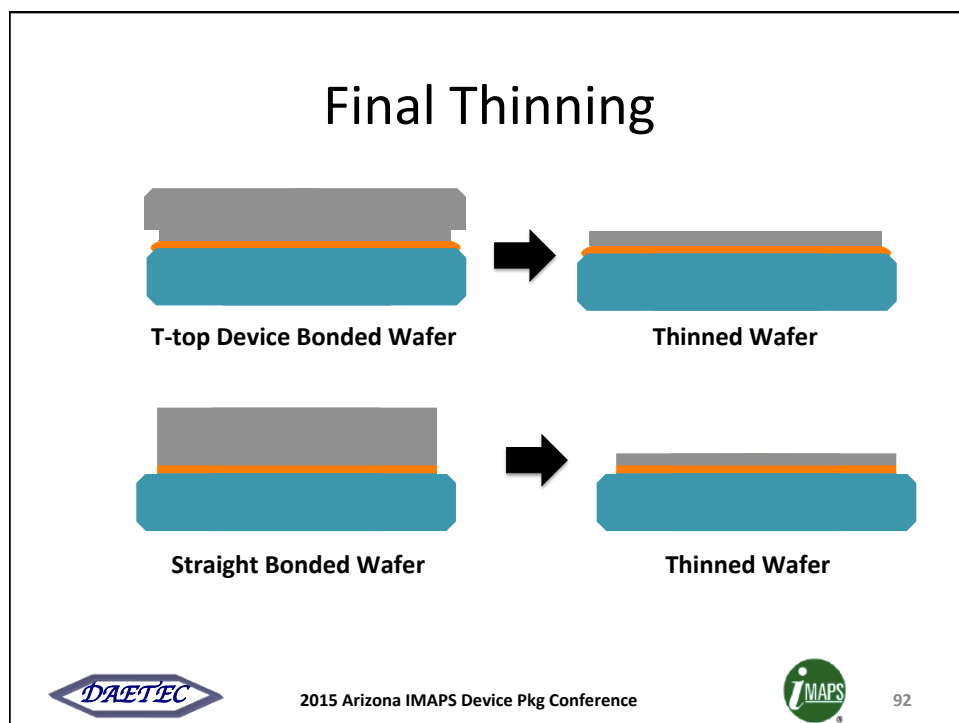 Final Thinning
T-top Device Bonded Wafer
Thinned Wafer
Straight Bonded Wafer
Thinned Wafer
DAETEC
2015 Arizona IMAPS Device Pkg Conference
iMAPS
®
92